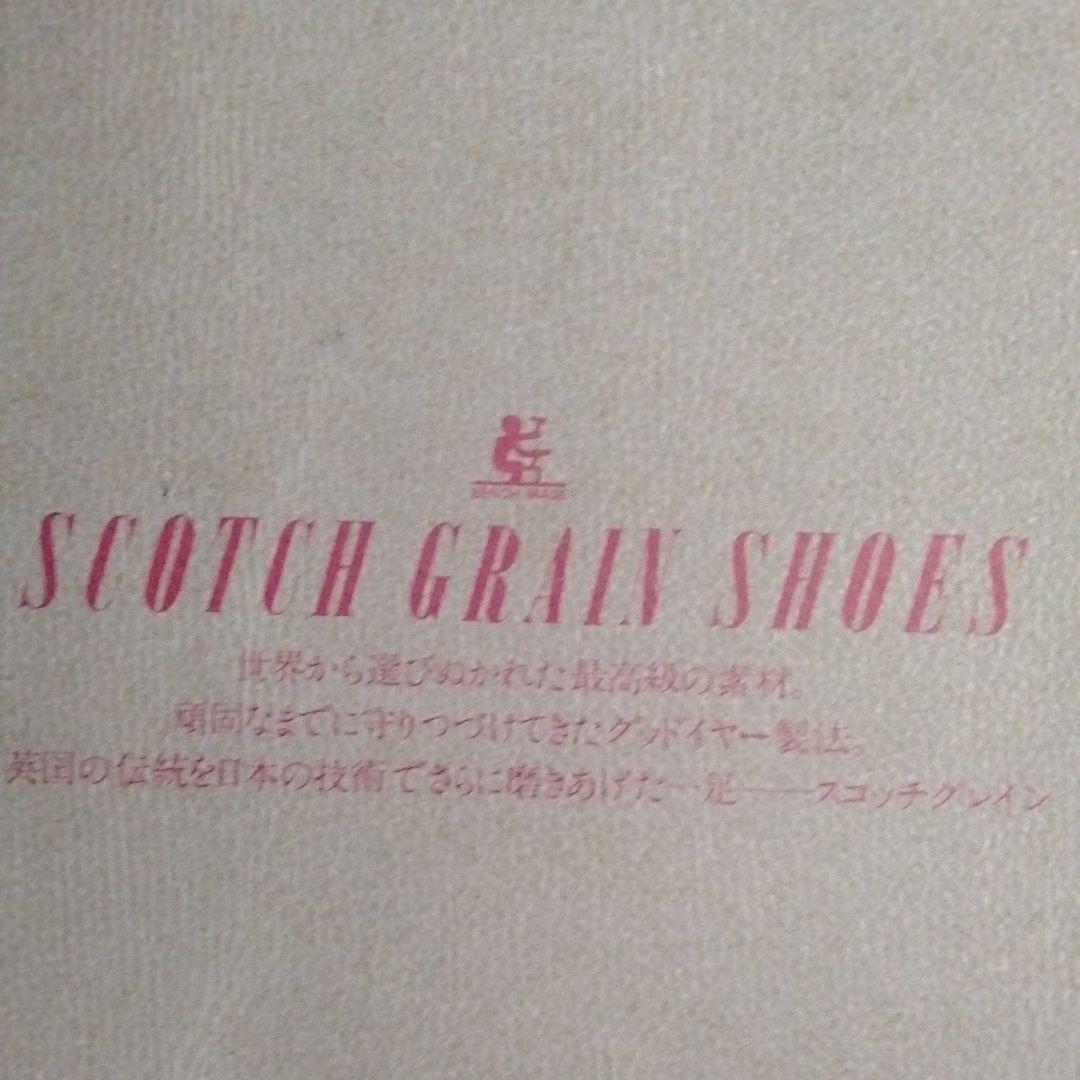 BENCH MADE
SCOTCH GRAIN SHOES
世界から選びぬかれた最高級の素材。
頑固なまでに守りつづけてきたグッドイヤー製法。
英国の伝統を日本の技術でさらに磨きあげた一足——スコッチグレイン